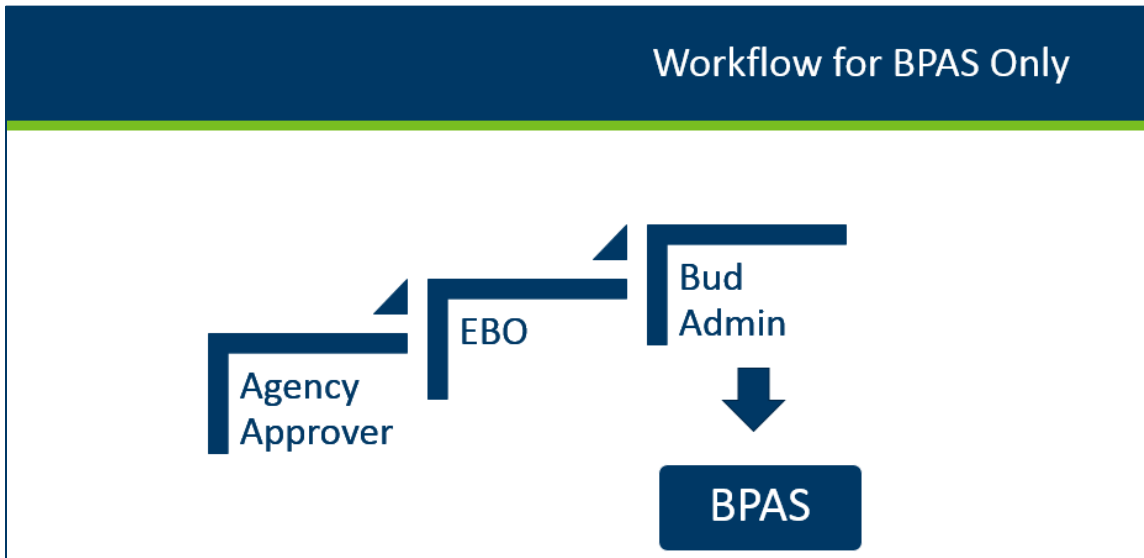 Workflow for BPAS Only
Agency
Approver
EBO
Bud
Admin
BPAS